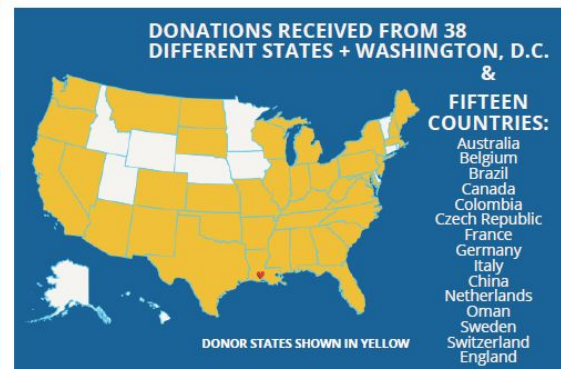 DONATIONS RECEIVED FROM 38
DIFFERENT STATES + WASHINGTON, D.C.
&
FIFTEEN
COUNTRIES:
Australia
Belgium
Brazil
Canada
Colombia
Czech Republic
France
Germany
Italy
China
Netherlands
Oman
Sweden
Switzerland
England
DONOR STATES SHOWN IN YELLOW